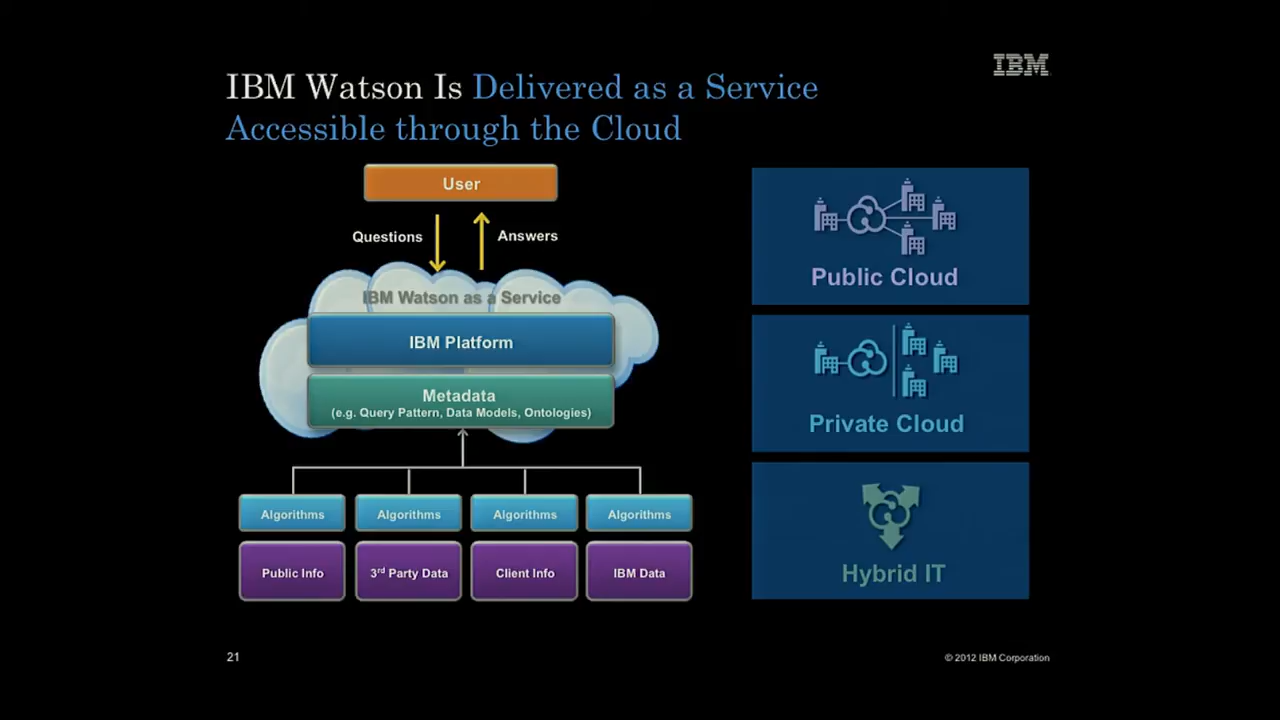 IBM
IBM Watson Is Delivered as a Service
Accessible through the Cloud
User
Questions
Answers
IBM Watson as a Service
IBM Platform
Metadata
(e.g. Query Pattern, Data Models, Ontologies)
Algorithms
Algorithms
Algorithms
Algorithms
Public Info
3rd Party Data
Client Info
IBM Data
Public Cloud
Private Cloud
Hybrid IT
21
© 2012 IBM Corporation